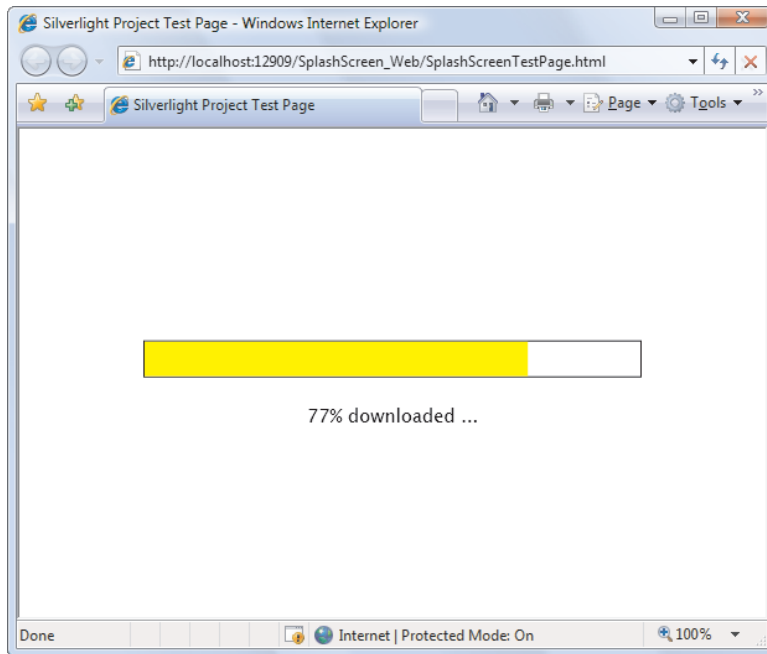 Silverlight Project Test Page - Windows Internet Explorer
http://localhost:12909/SplashScreen_Web/SplashScreenTestPage.html
Silverlight Project Test Page
Page
Tools
77% downloaded ...
Done
Internet | Protected Mode: On
100%